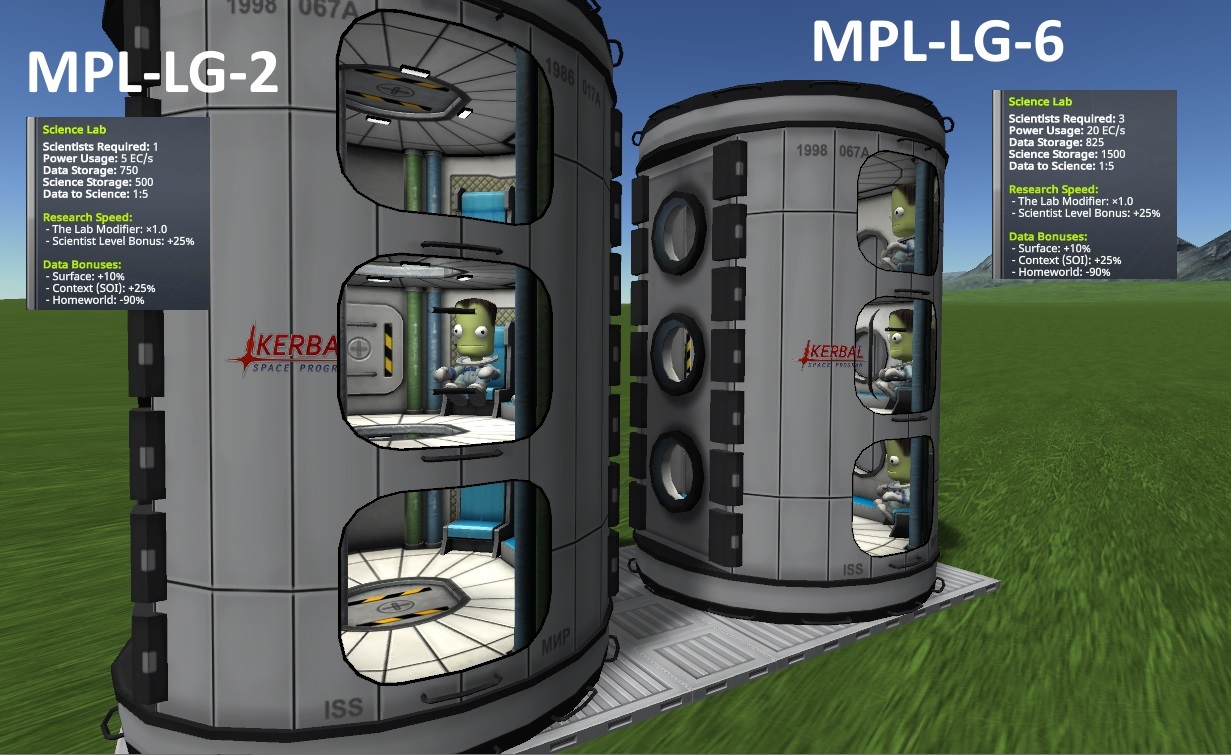 MPL-LG-2
1998 067A
1986 017A
Science Lab
Scientists Required: 1
Power Usage: 5 EC/s
Data Storage: 750
Science Storage: 500
Data to Science: 1:5
Research Speed:
- The Lab Modifier: ×1.0
- Scientist Level Bonus: +25%
Data Bonuses:
- Surface: +10%
- Context (SOI): +25%
- Homeworld: -90%
KERBA
SPACE PROGR
МИР
ISS
MPL-LG-6
1998 067A
Science Lab
Scientists Required: 3
Power Usage: 20 EC/s
Data Storage: 825
Science Storage: 1500
Data to Science: 1:5
Research Speed:
- The Lab Modifier: ×1.0
- Scientist Level Bonus: +25%
Data Bonuses:
- Surface: +10%
- Context (SOI): +25%
- Homeworld: -90%
KERBAL
SPACE PROGRAM
ISS